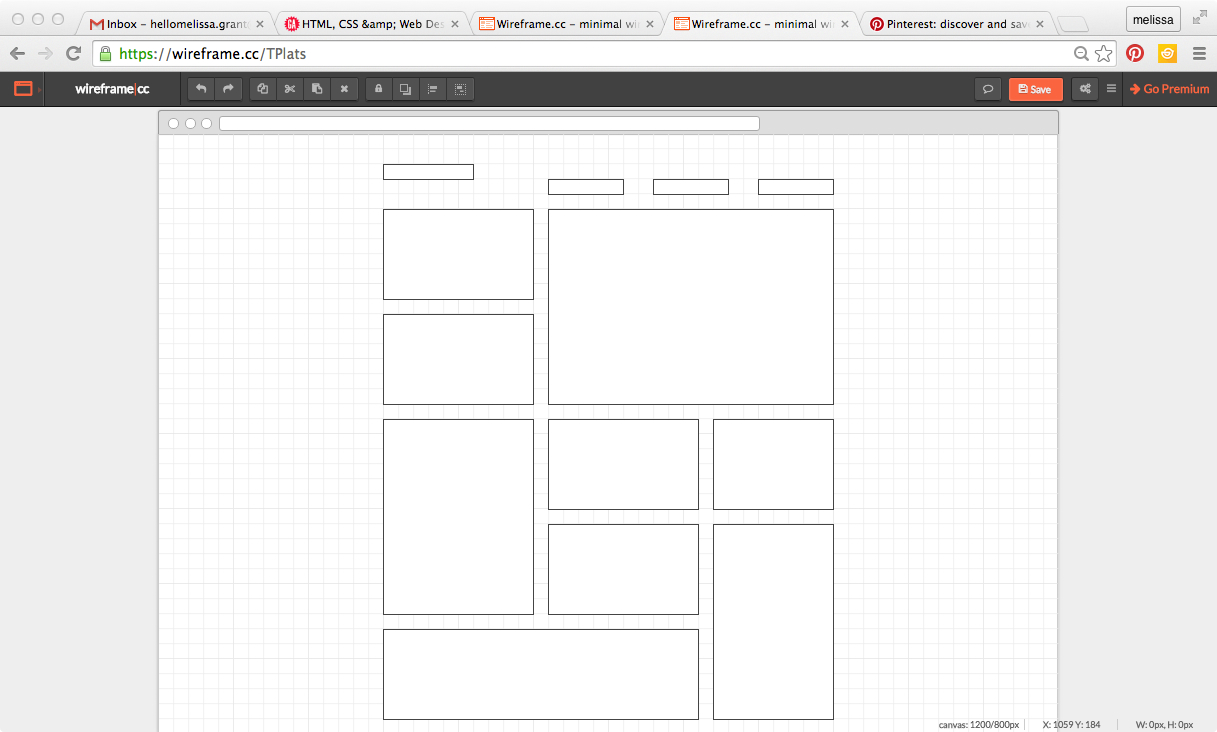 Inbox – hellomelissa.grant
HTML, CSS &amp; Web Des
Wireframe.cc – minimal wi
Wireframe.cc – minimal wi
Pinterest: discover and save
melissa
https://wireframe.cc/TPlats
wireframe|cc
Save
Go Premium
canvas: 1200/800px
X: 1059 Y: 184
W: 0px, H: 0px